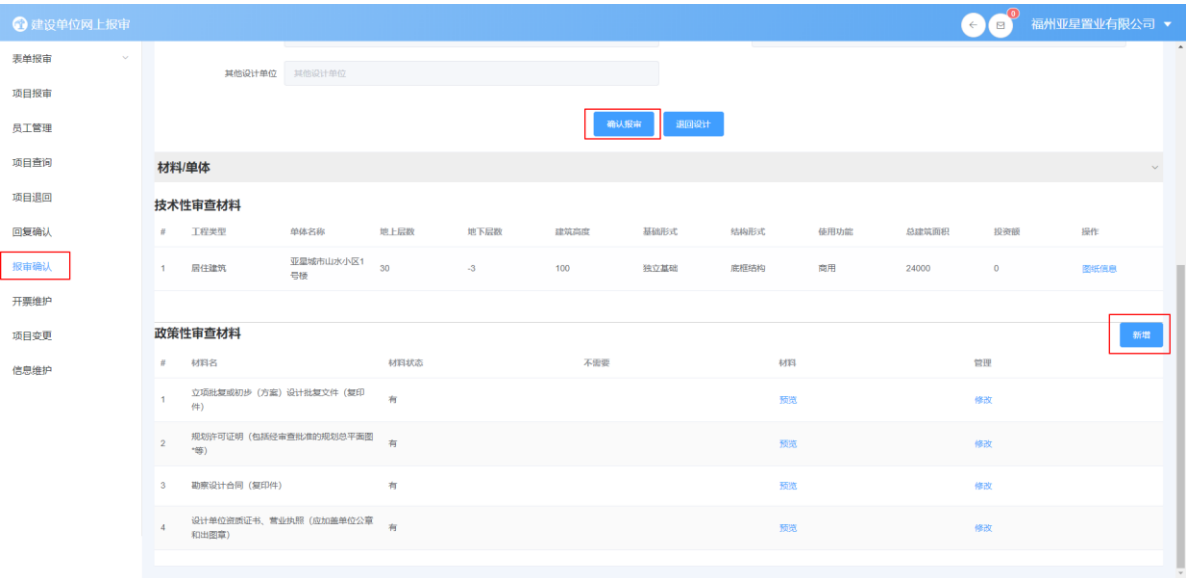 建设单位网上报审
0
福州亚星置业有限公司
表单报审
项目报审
员工管理
项目查询
项目退回
回复确认
报审确认
开票维护
项目变更
信息维护
其他设计单位 其他设计单位
确认报审 退回设计
材料/单体
技术性审查材料
# 工程类型 单体名称 地上层数 地下层数 建筑高度 基础形式 结构形式 使用功能 总建筑面积 投资额 操作
1 居住建筑 亚星城市山水小区1 30 -3 100 独立基础 底框结构 商用 24000 0 图纸信息
号楼
政策性审查材料 新增
# 材料名 材料状态 不需要 材料 管理
1 立项批复或初步（方案）设计批复文件（复印 有 预览 修改
件）
2 规划许可证明（包括经审查批准的规划总平面图 有 预览 修改
"等）
3 勘察设计合同（复印件） 有 预览 修改
4 设计单位资质证书、营业执照（应加盖单位公章 有 预览 修改
和出图章）